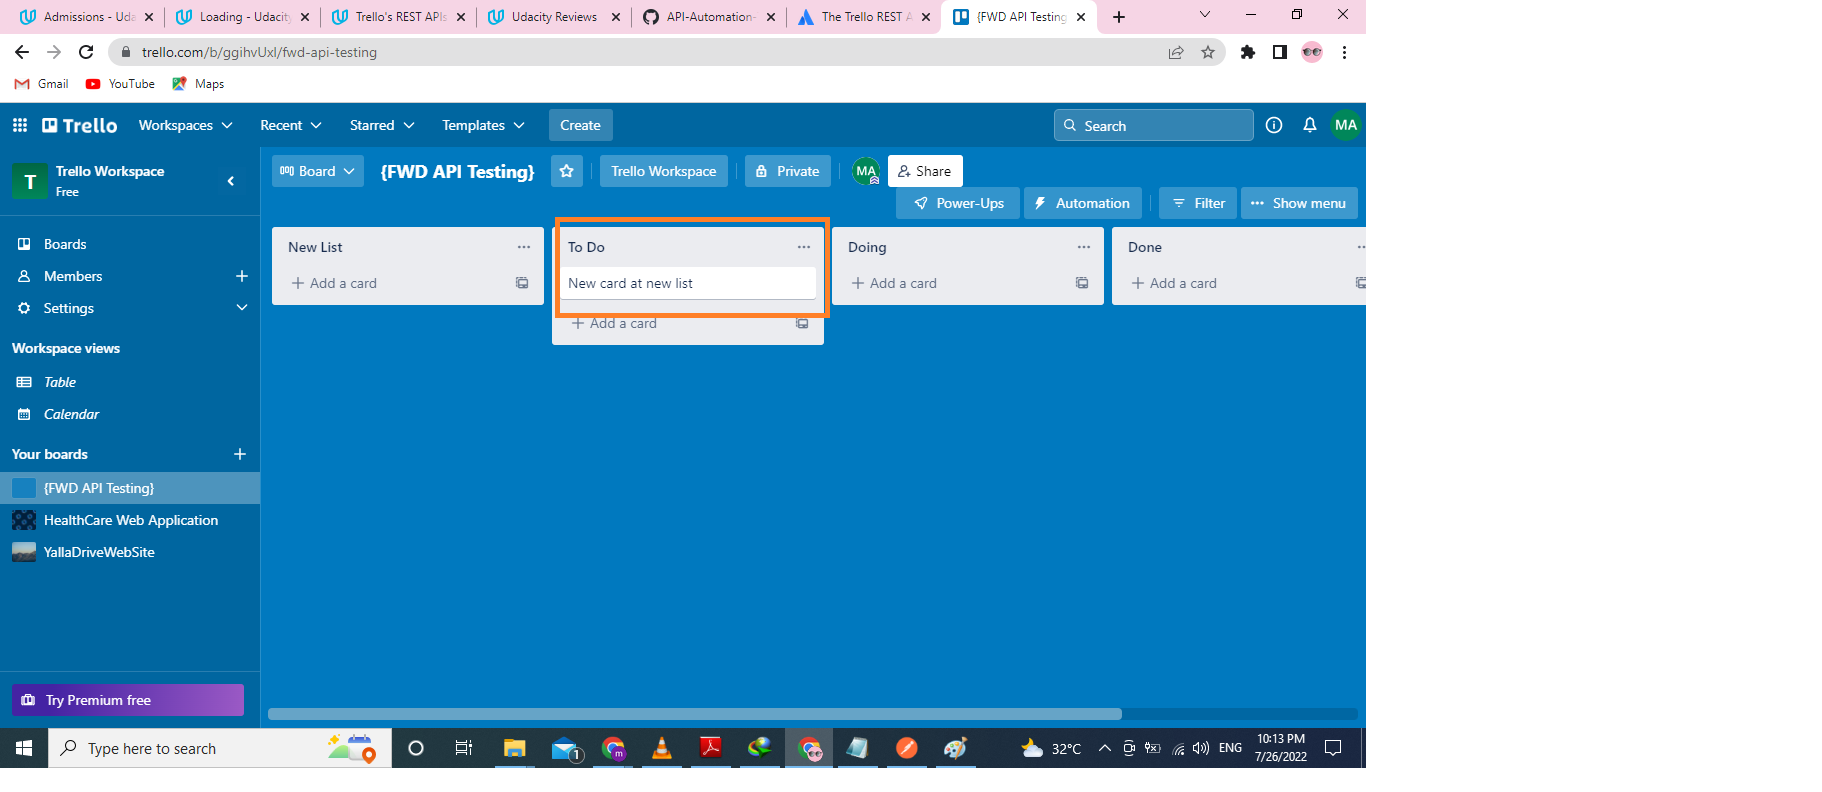 Admissions - Uda
Loading - Udacity
Trello's REST APIs
Udacity Reviews
API-Automation-
The Trello REST A
{FWD API Testing
trello.com/b/ggihvUxI/fwd-api-testing
Gmail YouTube Maps
Trello Workspaces Recent Starred Templates Create Search MA
T Trello Workspace
Free
Board {FWD API Testing} Trello Workspace Private MA Share
Power-Ups Automation Filter Show menu
Boards
Members
Settings
Workspace views
Table
Calendar
Your boards
{FWD API Testing}
HealthCare Web Application
YallaDriveWebSite
Try Premium free
New List
Add a card
To Do
New card at new list
Add a card
Doing
Add a card
Done
Add a card
Type here to search
1
m
32°C
ENG
10:13 PM
7/26/2022